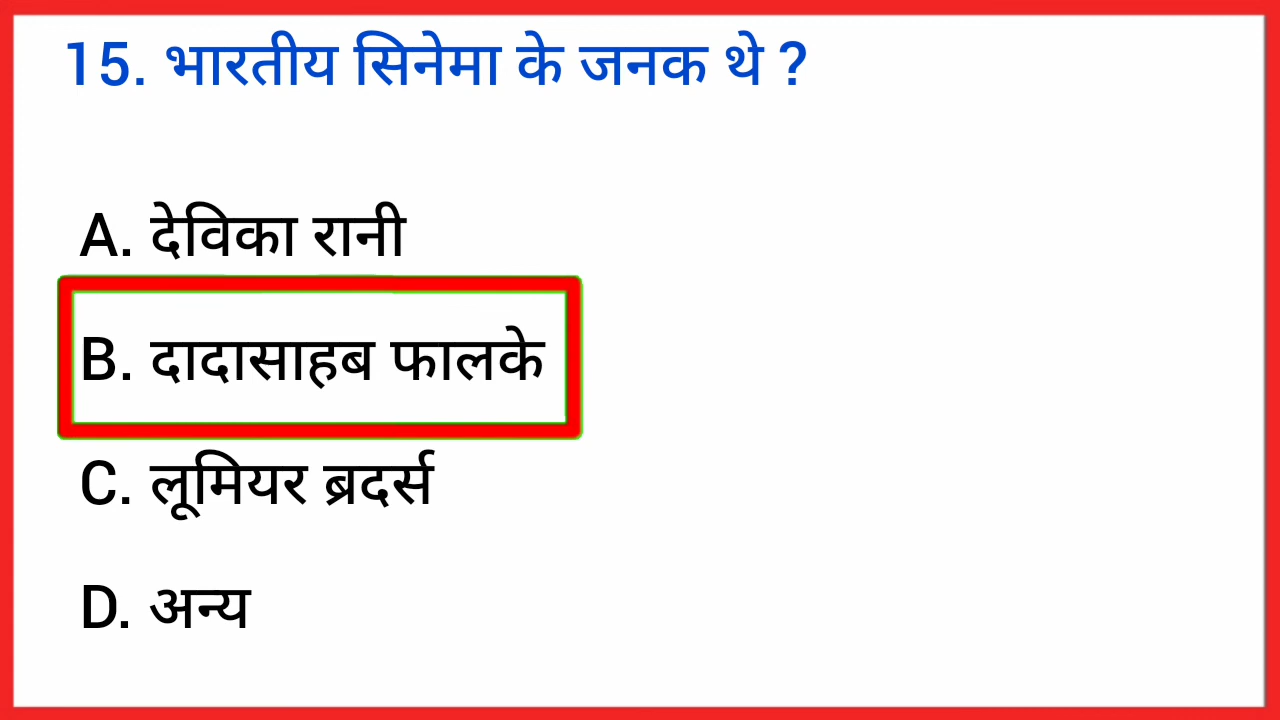 15. भारतीय सिनेमा के जनक थे ?
A. देविका रानी
B. दादासाहब फालके
C. लूमियर ब्रदर्स
D. अन्य